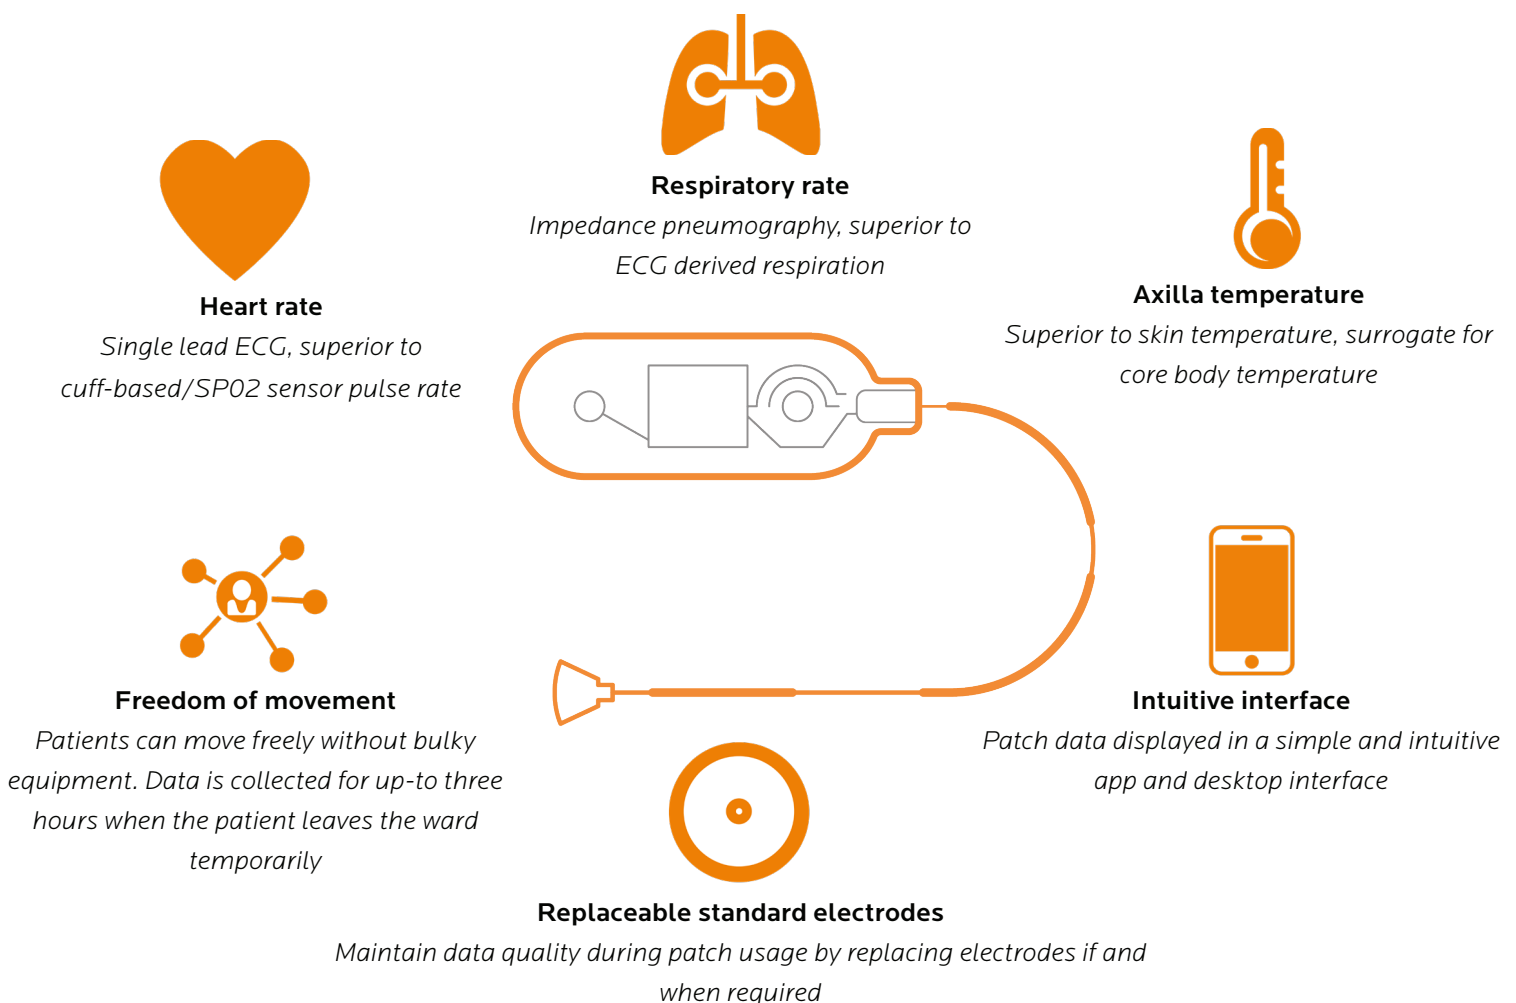 Respiratory rate
Impedance pneumography, superior to
ECG derived respiration
Heart rate
Single lead ECG, superior to
cuff-based/SP02 sensor pulse rate
Axilla temperature
Superior to skin temperature, surrogate for
core body temperature
Freedom of movement
Patients can move freely without bulky
equipment. Data is collected for up-to three
hours when the patient leaves the ward
temporarily
Intuitive interface
Patch data displayed in a simple and intuitive
app and desktop interface
Replaceable standard electrodes
Maintain data quality during patch usage by replacing electrodes if and
when required